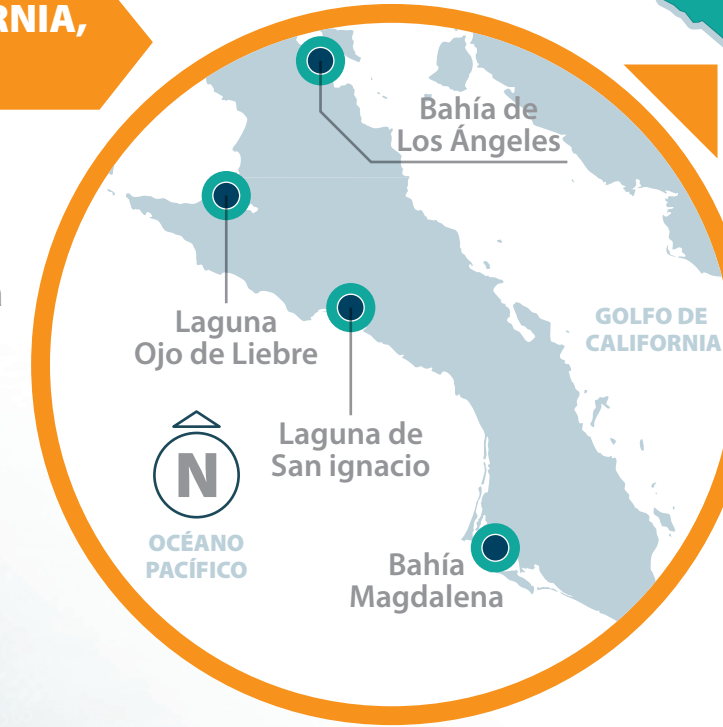 RNIA,
Bahía de
Los Ángeles
Laguna
Ojo de Liebre
GOLFO DE
CALIFORNIA
Laguna de
San ignacio
N
OCÉANO
PACÍFICO
Bahía
Magdalena